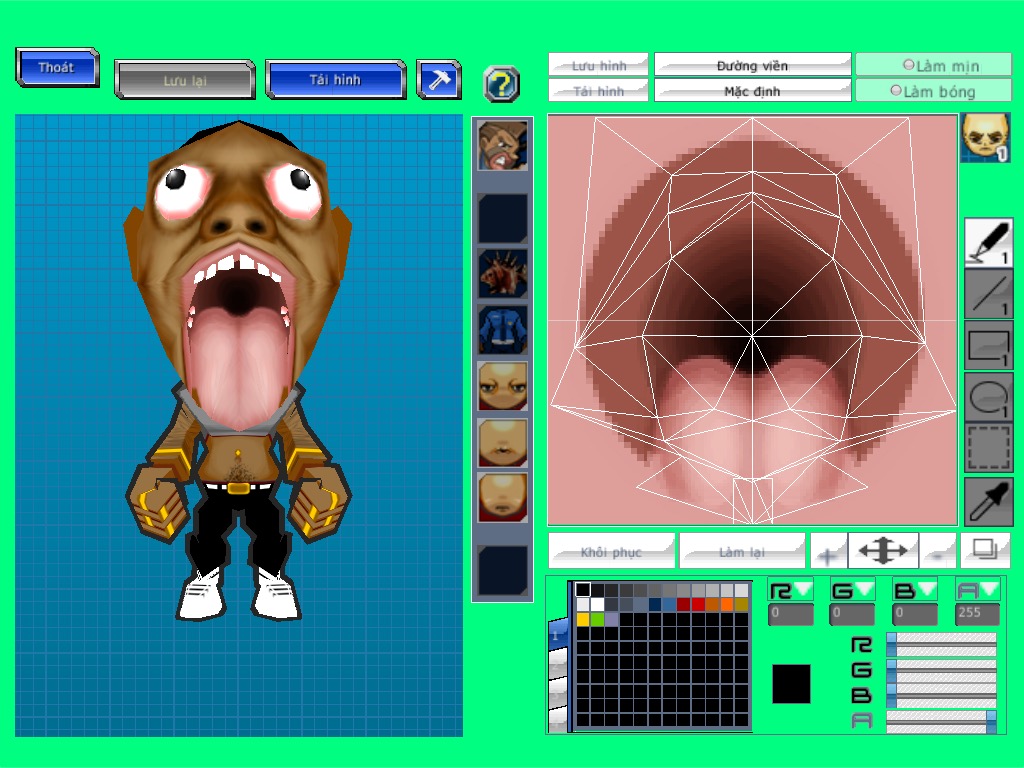 Thoát
Lưu lại
Tải hình
?
Lưu hình
Đường viền
Làm mịn
Tải hình
Mặc định
Làm bóng
1
1
1
1
1
Khôi phục
Làm lại
+
-
R G B A
0 0 0 255
1
R
G
B
A